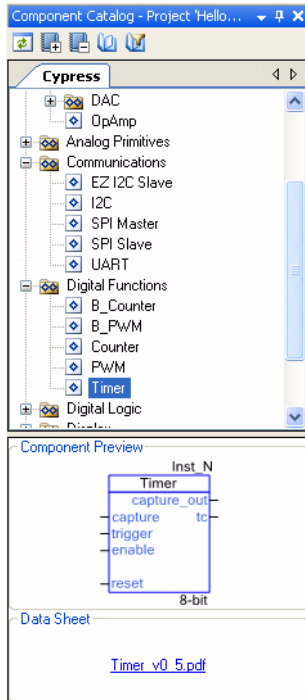 Component Catalog - Project 'Hello...
Cypress
DAC
OpAmp
Analog Primitives
Communications
EZ I2C Slave
I2C
SPI Master
SPI Slave
UART
Digital Functions
B_Counter
B_PWM
Counter
PWM
Timer
Digital Logic
Display
Component Preview
Inst_N
Timer
capture_out
capture tc
trigger
enable
reset
8-bit
Data Sheet
Timer_v0_5.pdf